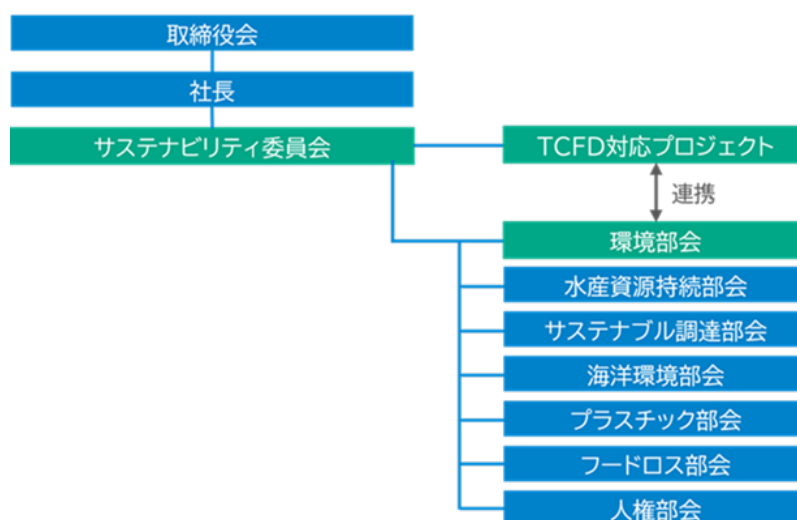 取締役会
社長
サステナビリティ委員会
TCFD対応プロジェクト
連携
環境部会
水産資源持続部会
サステナブル調達部会
海洋環境部会
プラスチック部会
フードロス部会
人権部会